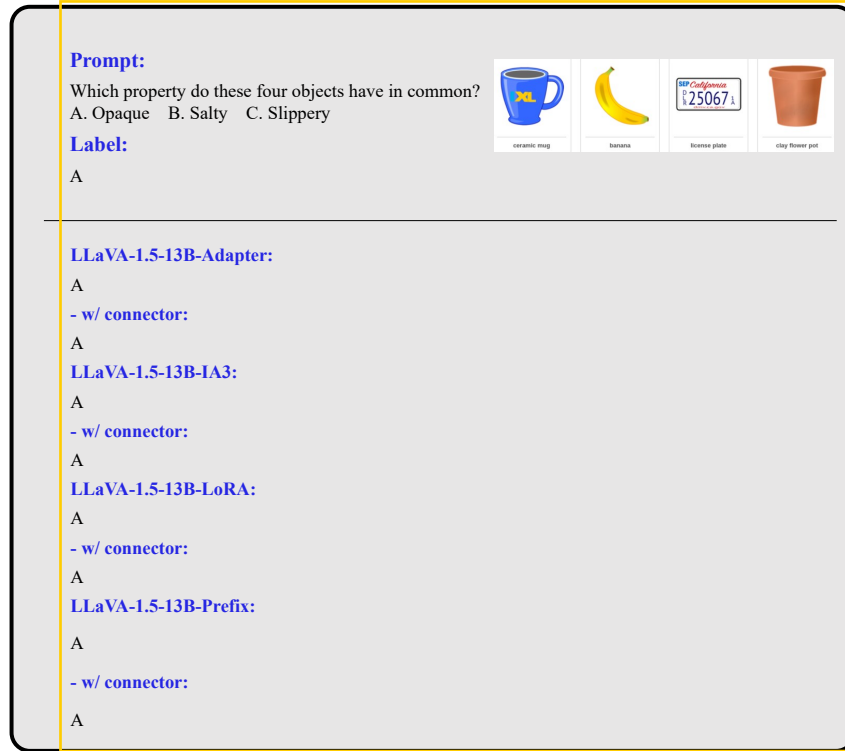 Prompt:
Which property do these four objects have in common?
A. Opaque B. Salty C. Slippery
Label:
A
XL
ceramic mug
banana
SEP California
25067
license plate
clay flower pot
LLaVA-1.5-13B-Adapter:
A
- w/ connector:
A
LLaVA-1.5-13B-IA3:
A
- w/ connector:
A
LLaVA-1.5-13B-LoRA:
A
- w/ connector:
A
LLaVA-1.5-13B-Prefix:
A
- w/ connector:
A